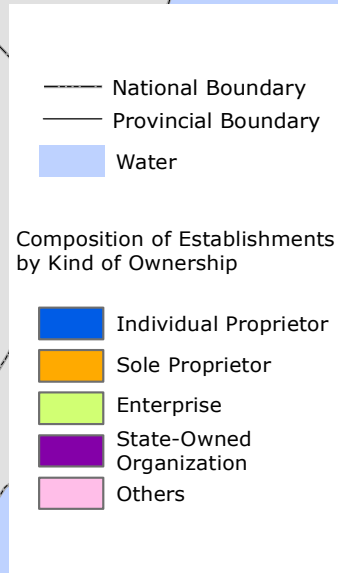 National Boundary
Provincial Boundary
Water
Composition of Establishments
by Kind of Ownership
Individual Proprietor
Sole Proprietor
Enterprise
State-Owned
Organization
Others